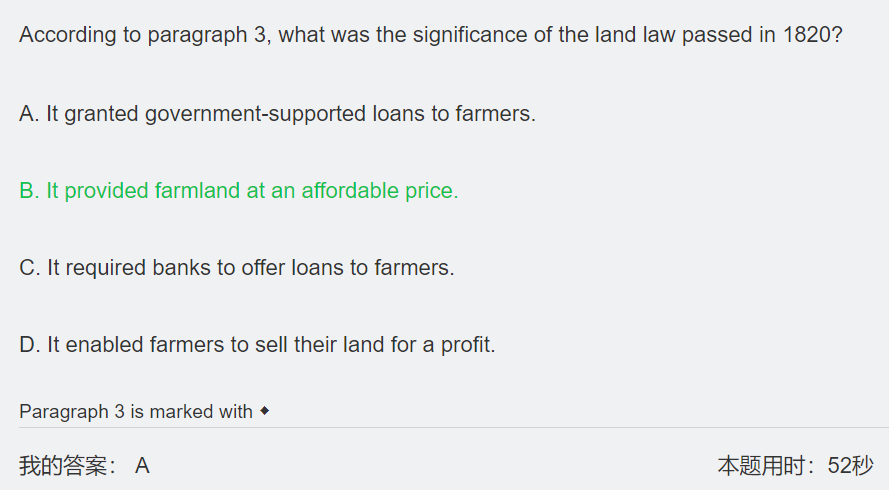 According to paragraph 3, what was the significance of the land law passed in 1820?
A. It granted government-supported loans to farmers.
B. It provided farmland at an affordable price.
C. It required banks to offer loans to farmers.
D. It enabled farmers to sell their land for a profit.
Paragraph 3 is marked with ◆
我的答案： A 本题用时：52秒